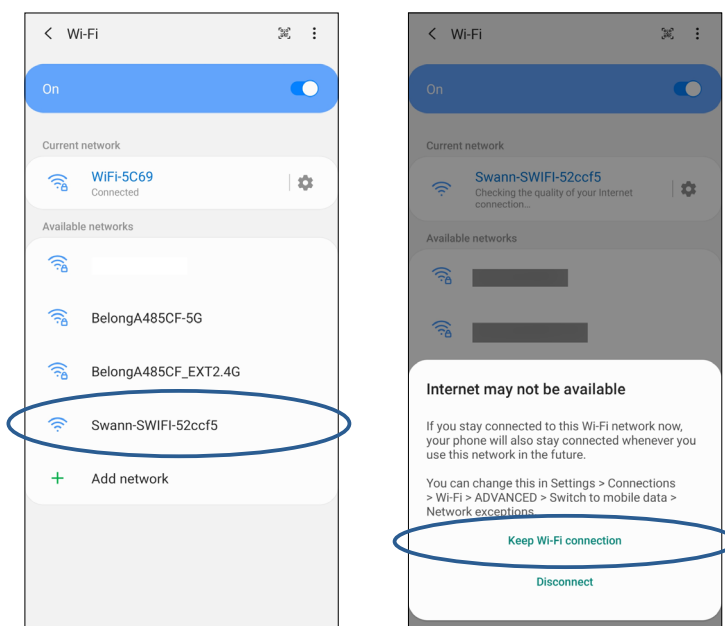 Wi-Fi
On
Current network
WiFi-5C69
Connected
Available networks
BelongA485CF-5G
BelongA485CF_EXT2.4G
Swann-SWIFI-52ccf5
Add network
Wi-Fi
On
Current network
Swann-SWIFI-52ccf5
Checking the quality of your Internet
connection...
Available networks
Internet may not be available
If you stay connected to this Wi-Fi network now,
your phone will also stay connected whenever you
use this network in the future.
You can change this in Settings > Connections
> Wi-Fi > ADVANCED > Switch to mobile data >
Network exceptions.
Keep Wi-Fi connection
Disconnect